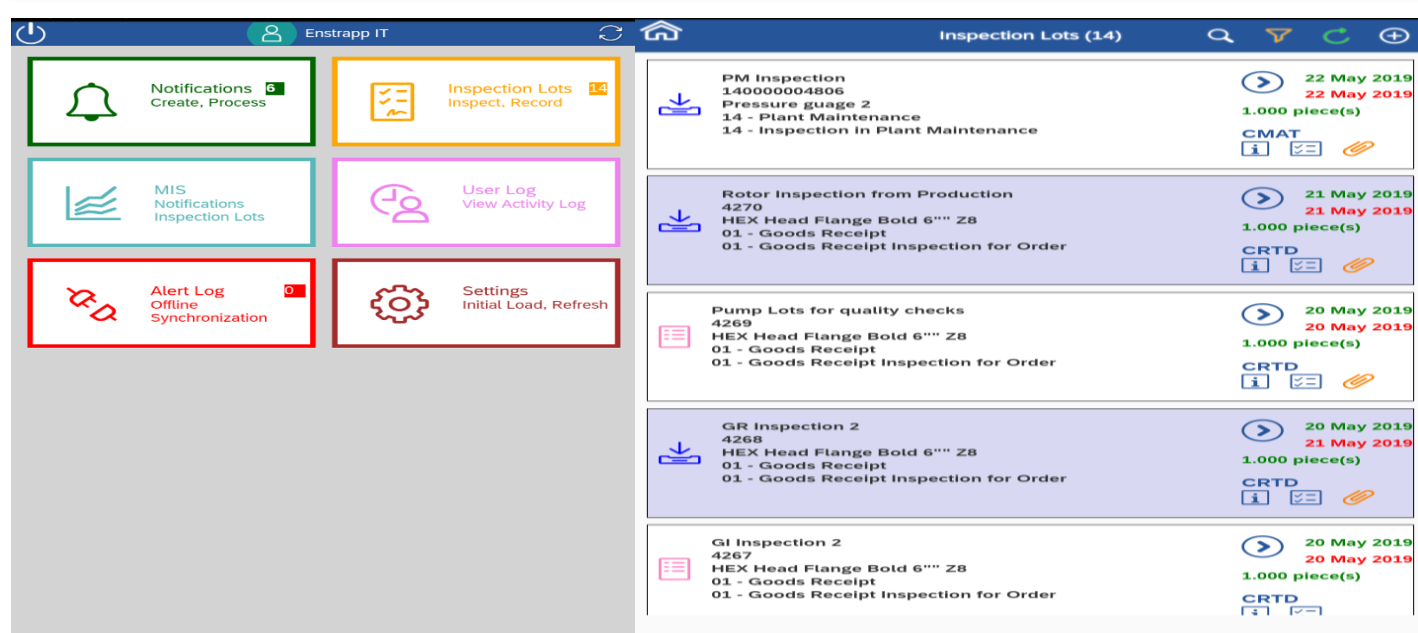 Enstrapp IT
Notifications 6
Create, Process
Inspection Lots 14
Inspect, Record
MIS
Notifications
Inspection Lots
User Log
View Activity Log
Alert Log 0
Offline
Synchronization
Settings
Initial Load, Refresh
Inspection Lots (14)
PM Inspection
140000004806
Pressure guage 2
14 - Plant Maintenance
14 - Inspection in Plant Maintenance
22 May 2019
22 May 2019
1.000 piece(s)
CMAT
Rotor Inspection from Production
4270
HEX Head Flange Bold 6"" Z8
01 - Goods Receipt
01 - Goods Receipt Inspection for Order
21 May 2019
21 May 2019
1.000 piece(s)
CRTD
Pump Lots for quality checks
4269
HEX Head Flange Bold 6"" Z8
01 - Goods Receipt
01 - Goods Receipt Inspection for Order
20 May 2019
20 May 2019
1.000 piece(s)
CRTD
GR Inspection 2
4268
HEX Head Flange Bold 6"" Z8
01 - Goods Receipt
01 - Goods Receipt Inspection for Order
20 May 2019
21 May 2019
1.000 piece(s)
CRTD
GI Inspection 2
4267
HEX Head Flange Bold 6"" Z8
01 - Goods Receipt
01 - Goods Receipt Inspection for Order
20 May 2019
20 May 2019
1.000 piece(s)
CRTD